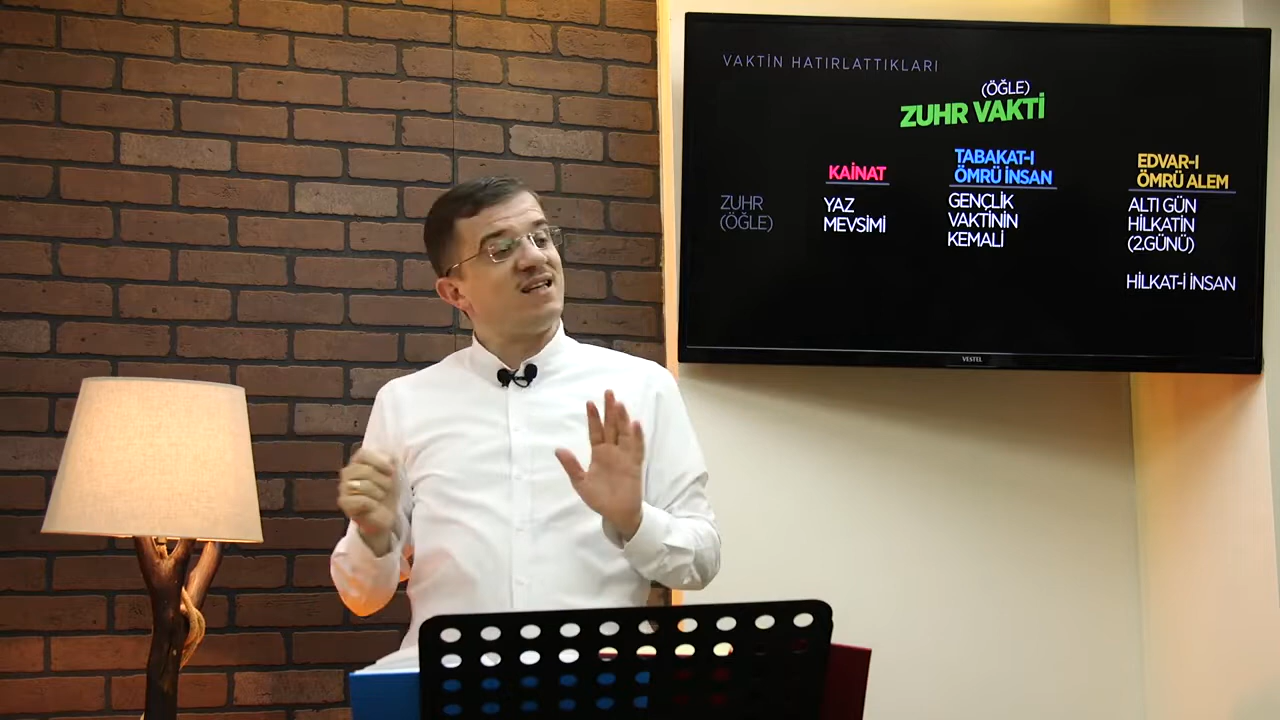 VAKTİN HATIRLATTIKLARI
(ÖĞLE)
ZUHR VAKTİ
KAİNAT
TABAKAT-I
ÖMRÜ İNSAN
EDVAR-I
ÖMRÜ ALEM
ZUHR
(ÖĞLE)
YAZ
MEVSİMİ
GENÇLİK
VAKTİNİN
KEMALİ
ALTI GÜN
HİLKATİN
(2.GÜNÜ)
HİLKAT-İ İNSAN
VESTEL